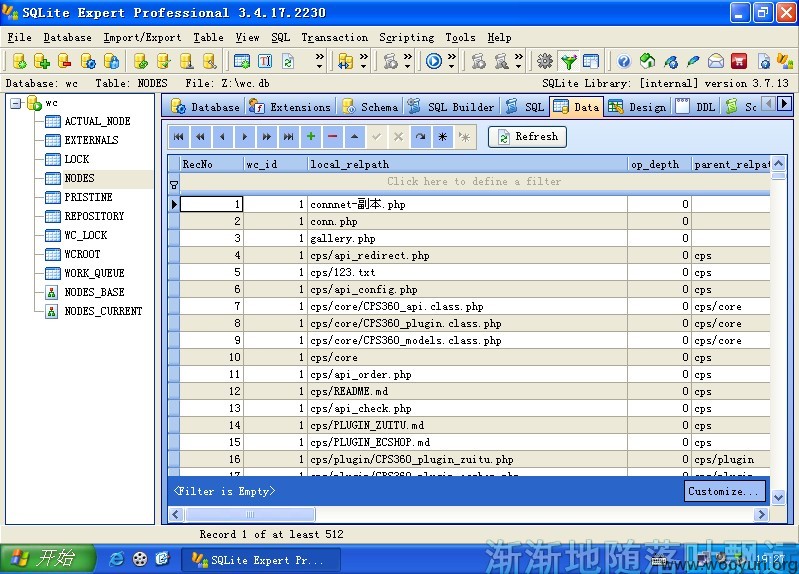 SQLite Expert Professional 3.4.17.2230
File Database Import/Export Table View SQL Transaction Scripting Tools Help
Database: wc Table: NODES File: Z:\wc.db SQLite Library: [internal] version 3.7.13
wc
ACTUAL_NODE
EXTERNALS
LOCK
NODES
PRISTINE
REPOSITORY
WC_LOCK
WCROOT
WORK_QUEUE
NODES_BASE
NODES_CURRENT
Database Extensions Schema SQL Builder SQL Data Design DDL Sc
Refresh
RecNo wc_id local_relpath op_depth parent_relpat
Click here to define a filter
1 1 connnet-副本.php 0
2 1 conn.php 0
3 1 gallery.php 0
4 1 cps/api_redirect.php 0 cps
5 1 cps/123.txt 0 cps
6 1 cps/api_config.php 0 cps
7 1 cps/core/CPS360_api.class.php 0 cps/core
8 1 cps/core/CPS360_plugin.class.php 0 cps/core
9 1 cps/core/CPS360_models.class.php 0 cps/core
10 1 cps/core 0 cps
11 1 cps/api_order.php 0 cps
12 1 cps/README.md 0 cps
13 1 cps/api_check.php 0 cps
14 1 cps/PLUGIN_ZUITU.md 0 cps
15 1 cps/PLUGIN_ECSHOP.md 0 cps
16 1 cps/plugin/CPS360_plugin_zuitu.php 0 cps/plugin
<Filter is Empty> Customize...
Record 1 of at least 512
开始 SQLite Expert Pr...
渐渐地随落叶飘
www.wooyun.org